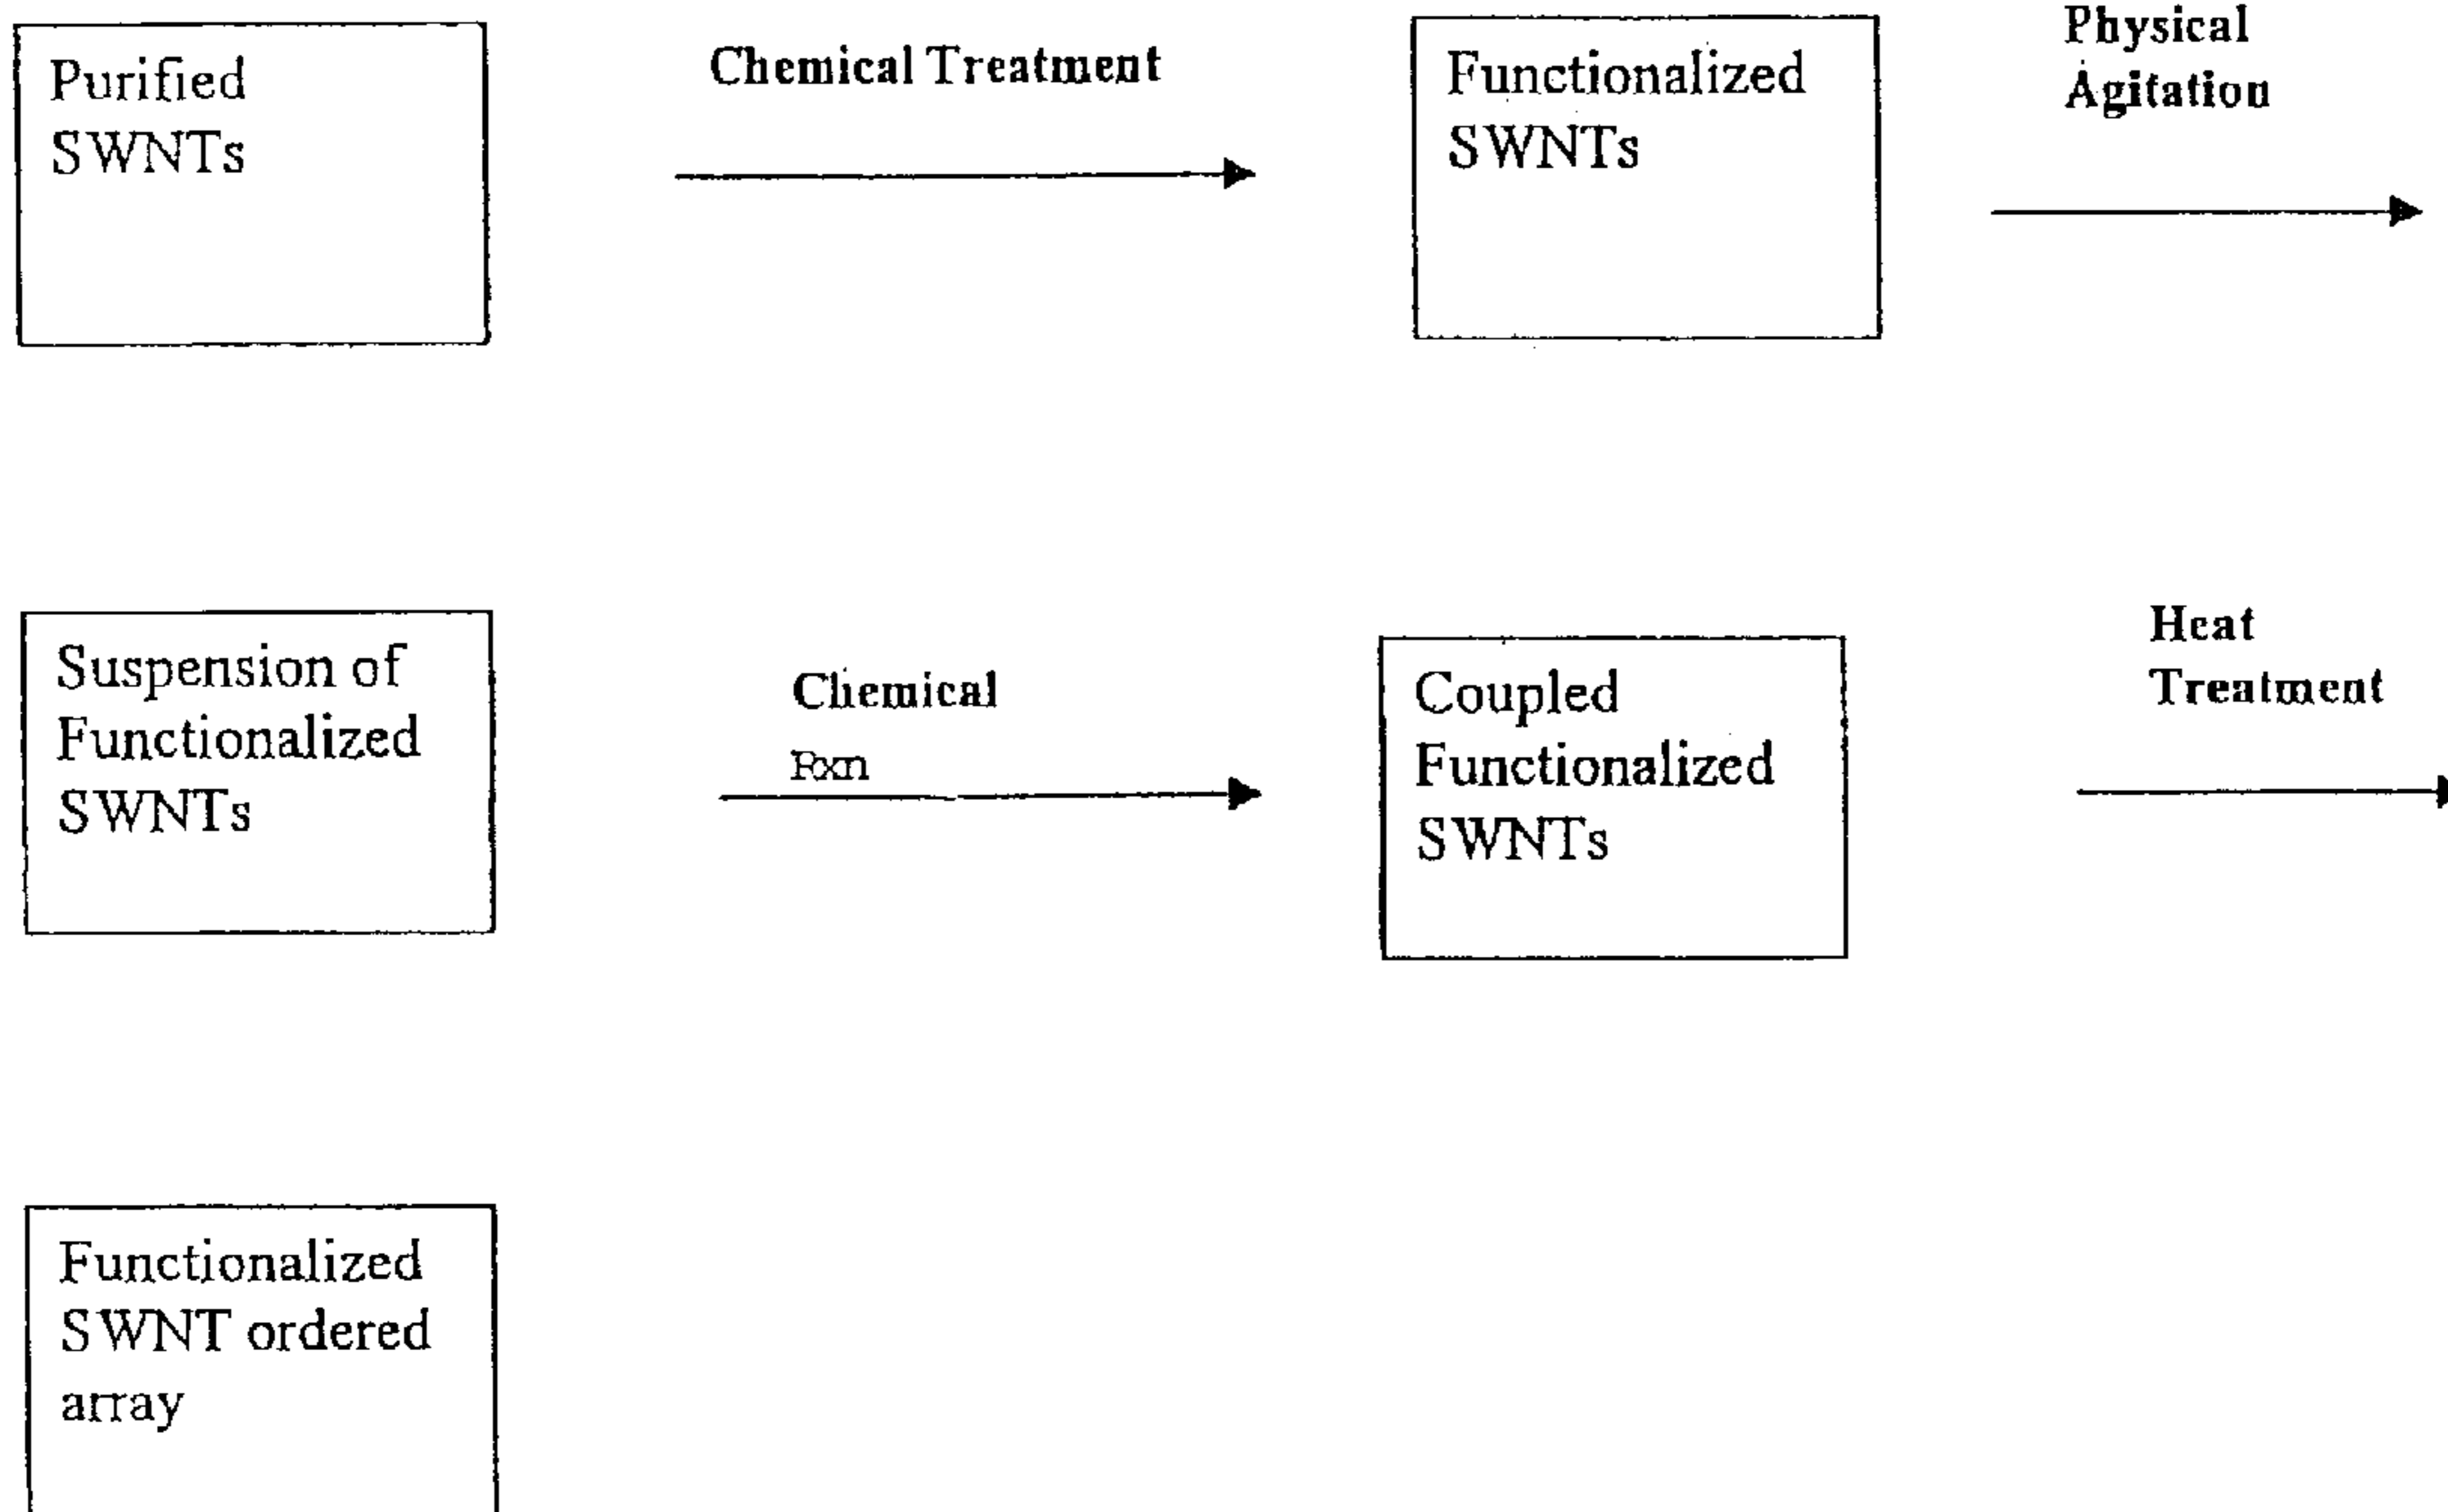 Purified
SWNTs
Chemical Treatment
Functionalized
SWNTs
Physical
Agitation
Suspension of
Functionalized
SWNTs
Chemical
Rxn
Coupled
Functionalized
SWNTs
Heat
Treatment
Functionalized
SWNT ordered
array